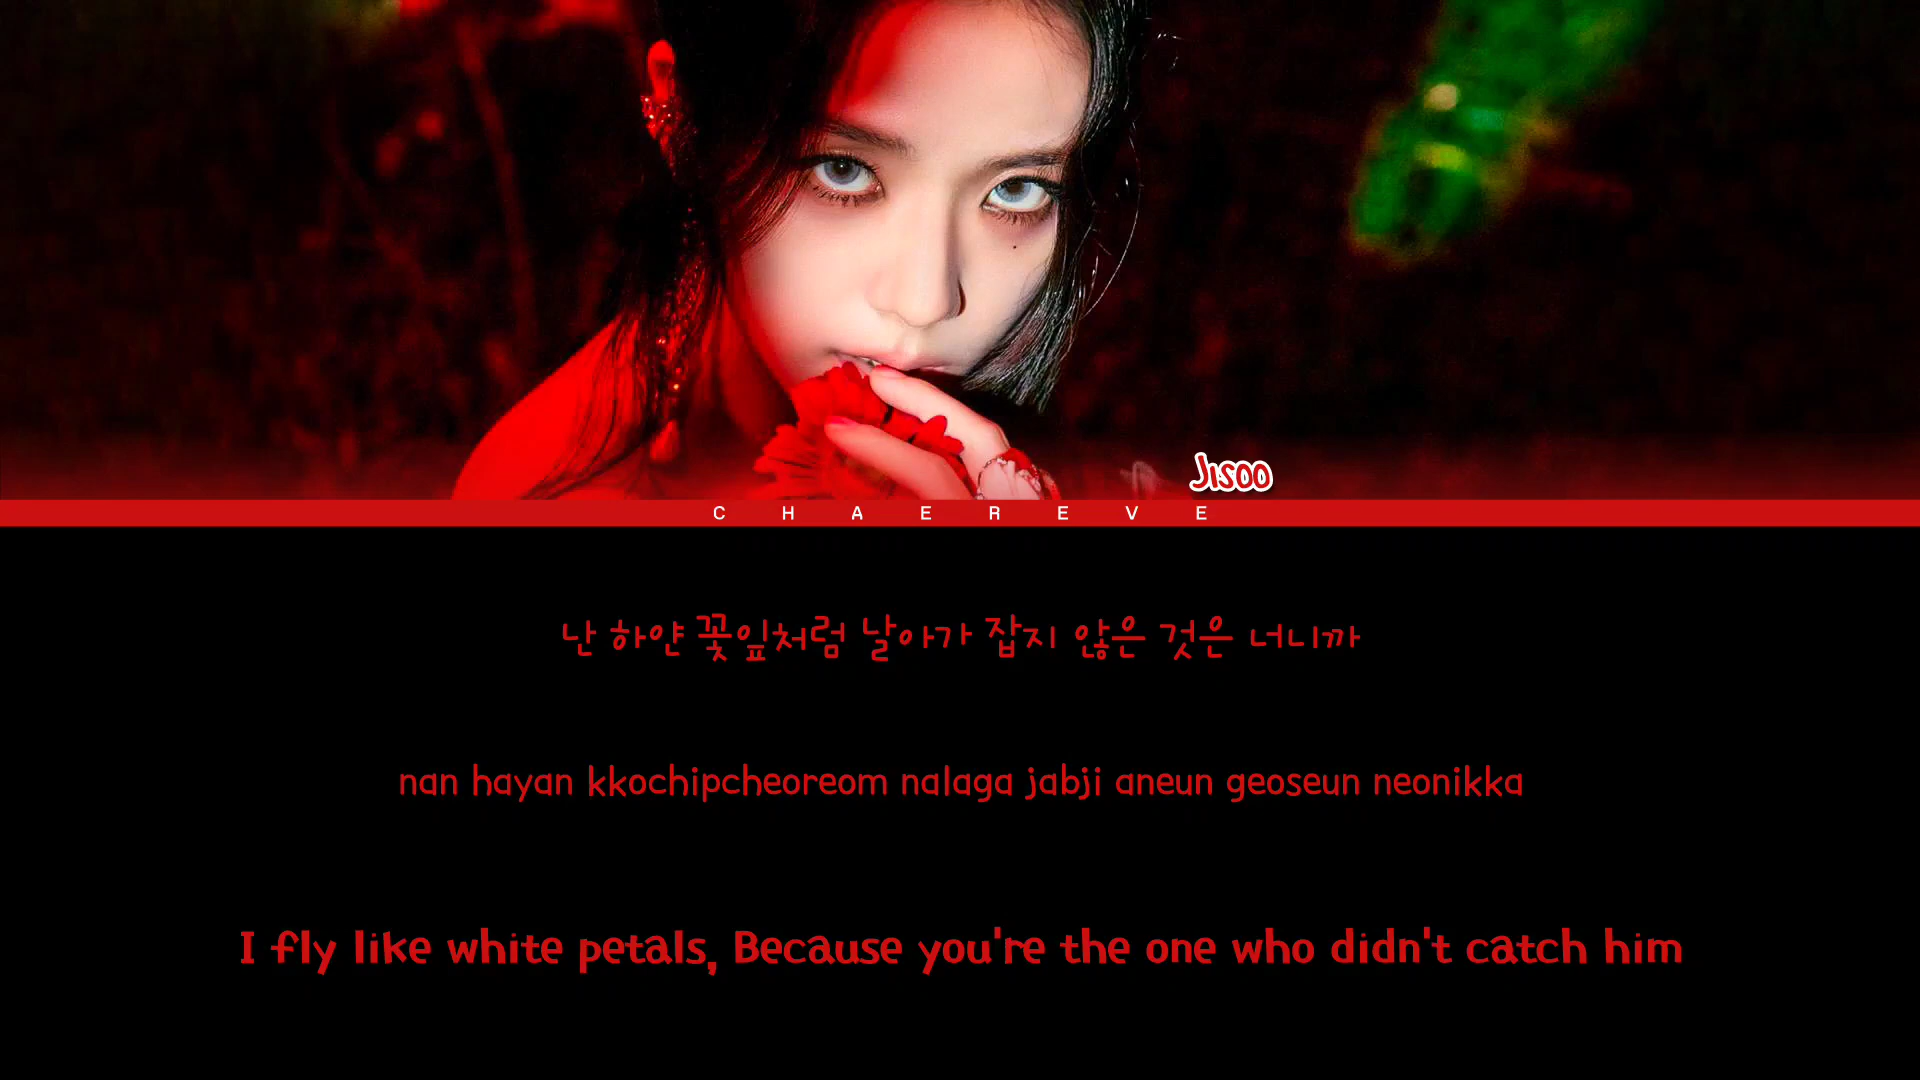 Jisoo
CHAEREVE
난 하얀 꽃잎처럼 날아가 잡지 않은 것은 너니까
nan hayan kkochipcheoreom nalaga jabji aneun geoseun neonikka
I fly like white petals, Because you're the one who didn't catch him